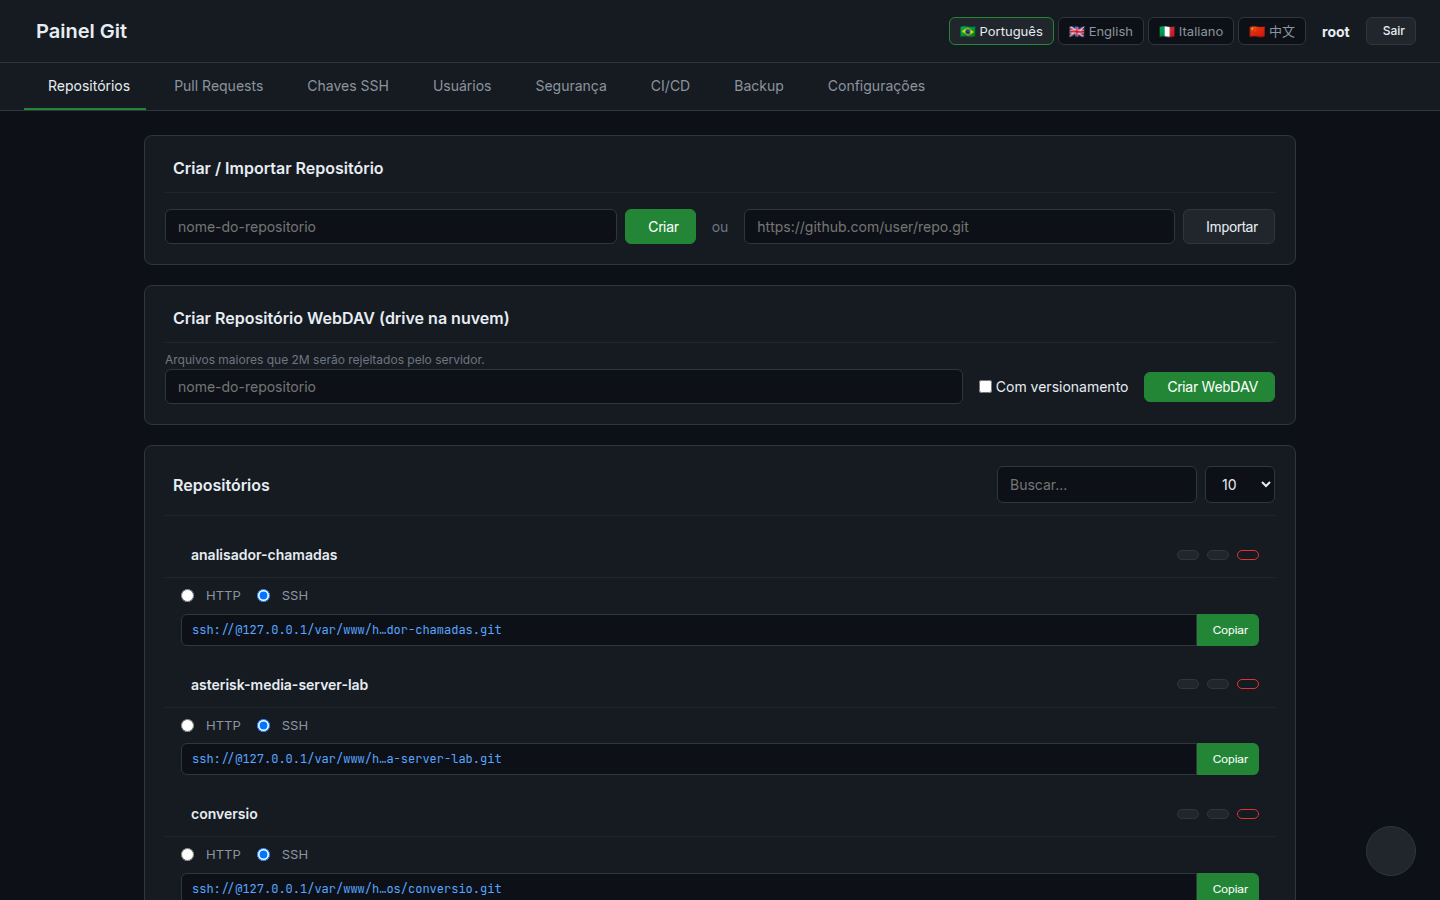 Painel Git
🇧🇷 Português
🇬🇧 English
🇮🇹 Italiano
🇨🇳 中文
root
Sair
Repositórios
Pull Requests
Chaves SSH
Usuários
Segurança
CI/CD
Backup
Configurações
Criar / Importar Repositório
nome-do-repositorio
Criar
ou
https://github.com/user/repo.git
Importar
Criar Repositório WebDAV (drive na nuvem)
Arquivos maiores que 2M serão rejeitados pelo servidor.
nome-do-repositorio
Com versionamento
Criar WebDAV
Repositórios
Buscar...
10
analisador-chamadas
HTTP
SSH
ssh://@127.0.0.1/var/www/h…dor-chamadas.git
Copiar
asterisk-media-server-lab
HTTP
SSH
ssh://@127.0.0.1/var/www/h…a-server-lab.git
Copiar
conversio
HTTP
SSH
ssh://@127.0.0.1/var/www/h…os/conversio.git
Copiar